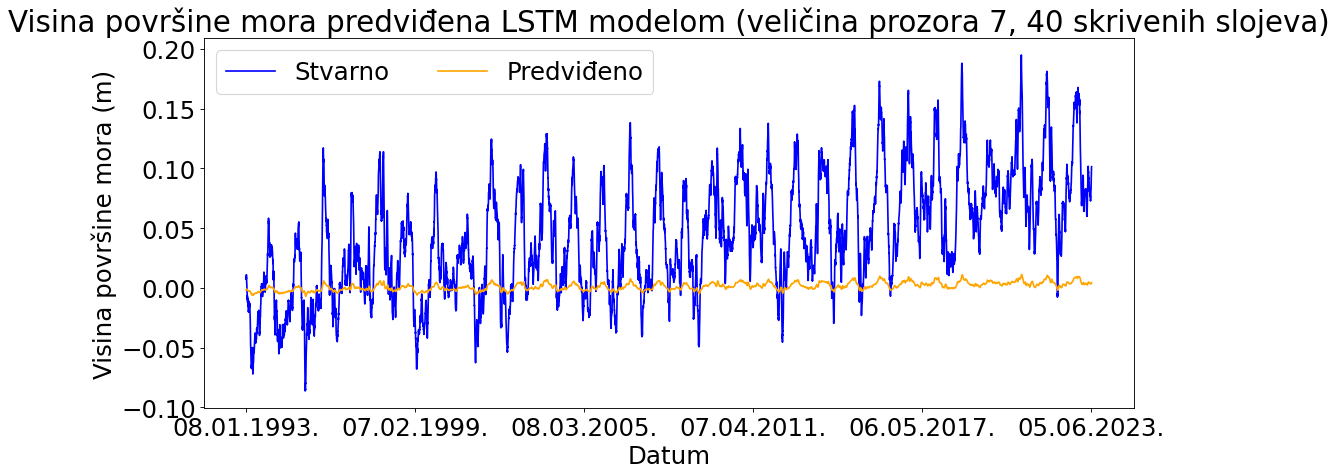 Visina površine mora predviđena LSTM modelom (veličina prozora 7, 40 skrivenih slojeva)
Stvarno
Predviđeno
Visina površine mora (m)
0.20
0.15
0.10
0.05
0.00
−0.05
−0.10
08.01.1993.
07.02.1999.
08.03.2005.
07.04.2011.
06.05.2017.
05.06.2023.
Datum